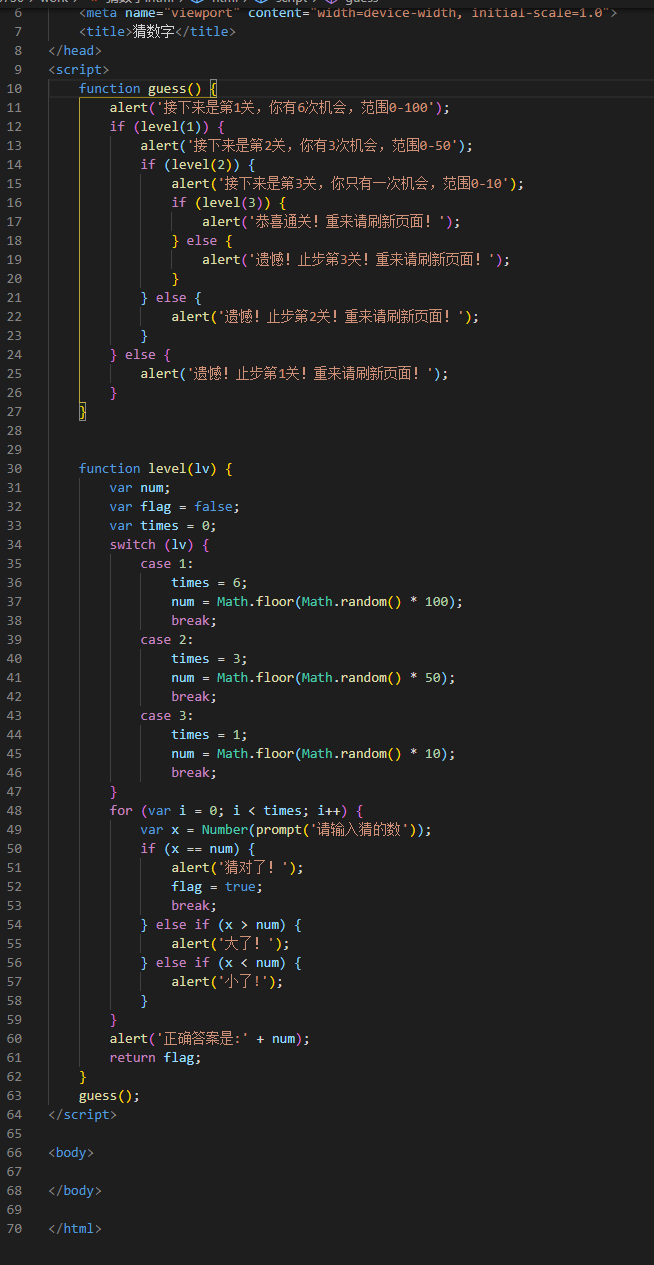 6 <meta name="viewport" content="width=device-width, initial-scale=1.0">
7 <title>猜数字</title>
8 </head>
9 <script>
10 function guess() {
11 alert('接下来是第1关，你有6次机会，范围0-100');
12 if (level(1)) {
13 alert('接下来是第2关，你有3次机会，范围0-50');
14 if (level(2)) {
15 alert('接下来是第3关，你只有一次机会，范围0-10');
16 if (level(3)) {
17 alert('恭喜通关！重来请刷新页面！');
18 } else {
19 alert('遗憾！止步第3关！重来请刷新页面！');
20 }
21 } else {
22 alert('遗憾！止步第2关！重来请刷新页面！');
23 }
24 } else {
25 alert('遗憾！止步第1关！重来请刷新页面！');
26 }
27 }
28
29
30 function level(lv) {
31 var num;
32 var flag = false;
33 var times = 0;
34 switch (lv) {
35 case 1:
36 times = 6;
37 num = Math.floor(Math.random() * 100);
38 break;
39 case 2:
40 times = 3;
41 num = Math.floor(Math.random() * 50);
42 break;
43 case 3:
44 times = 1;
45 num = Math.floor(Math.random() * 10);
46 break;
47 }
48 for (var i = 0; i < times; i++) {
49 var x = Number(prompt('请输入猜的数'));
50 if (x == num) {
51 alert('猜对了！');
52 flag = true;
53 break;
54 } else if (x > num) {
55 alert('大了！');
56 } else if (x < num) {
57 alert('小了!');
58 }
59 }
60 alert('正确答案是:' + num);
61 return flag;
62 }
63 guess();
64 </script>
65
66 <body>
67
68 </body>
69
70 </html>